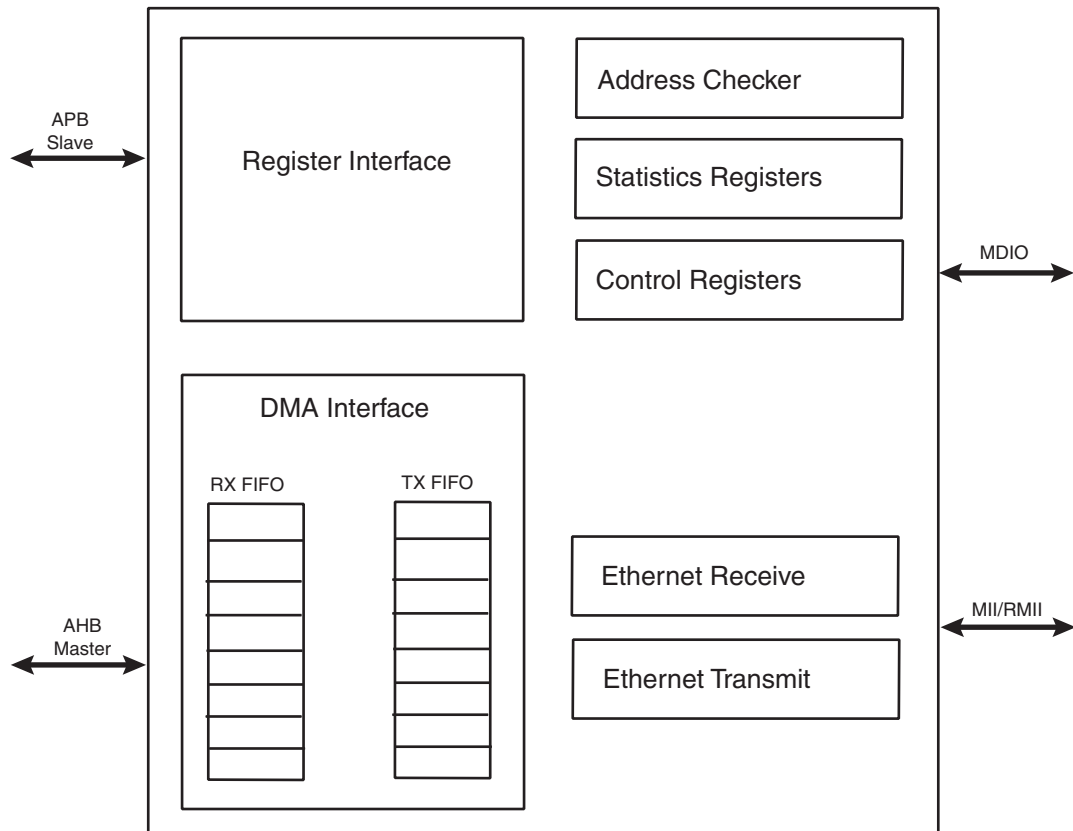 APB
Slave
Register Interface
Address Checker
Statistics Registers
Control Registers
MDIO
DMA Interface
RX FIFO
TX FIFO
AHB
Master
Ethernet Receive
Ethernet Transmit
MII/RMII